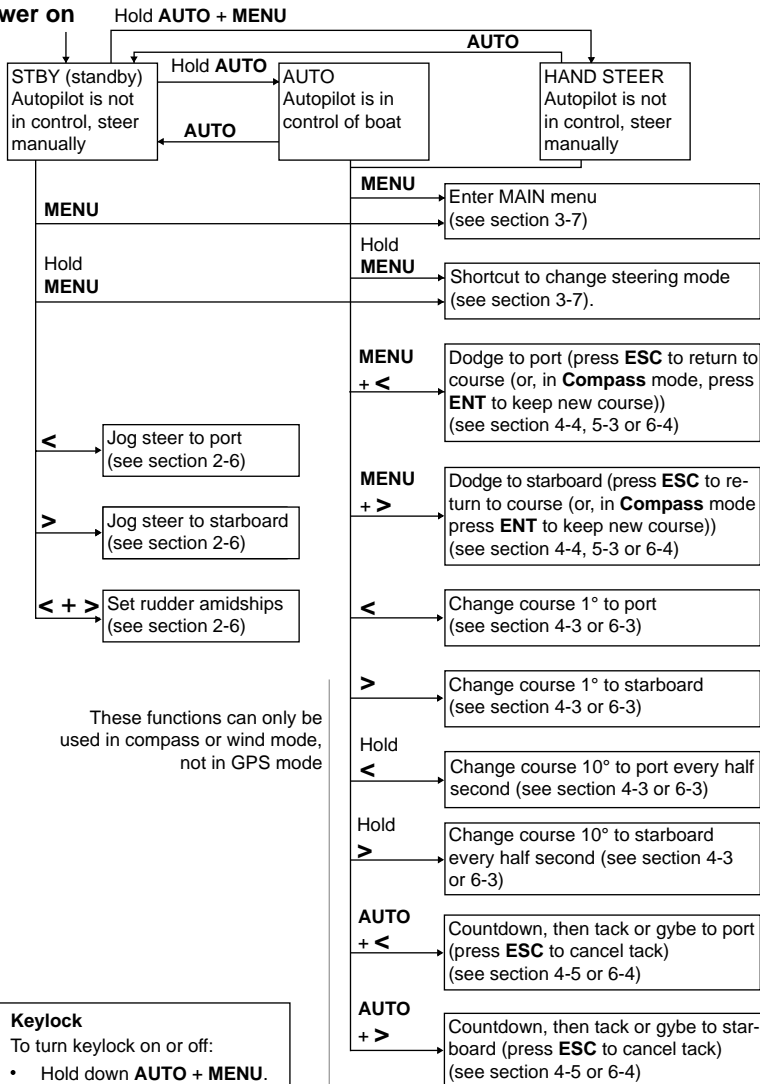 wer on
Hold AUTO + MENU
AUTO
STBY (standby)
Autopilot is not
in control, steer
manually
Hold AUTO
AUTO
AUTO
Autopilot is in
control of boat
HAND STEER
Autopilot is not
in control, steer
manually
MENU
MENU
Enter MAIN menu
(see section 3-7)
Hold
MENU
Hold
MENU
Shortcut to change steering mode
(see section 3-7).
MENU
+ <
Dodge to port (press ESC to return to
course (or, in Compass mode, press
ENT to keep new course))
(see section 4-4, 5-3 or 6-4)
<
Jog steer to port
(see section 2-6)
MENU
+ >
Dodge to starboard (press ESC to re-
turn to course (or, in Compass mode
press ENT to keep new course))
(see section 4-4, 5-3 or 6-4)
>
Jog steer to starboard
(see section 2-6)
< + >
Set rudder amidships
(see section 2-6)
<
Change course 1° to port
(see section 4-3 or 6-3)
>
Change course 1° to starboard
(see section 4-3 or 6-3)
These functions can only be
used in compass or wind mode,
not in GPS mode
Hold
<
Change course 10° to port every half
second (see section 4-3 or 6-3)
Hold
>
Change course 10° to starboard
every half second (see section 4-3
or 6-3)
AUTO
+ <
Countdown, then tack or gybe to port
(press ESC to cancel tack)
(see section 4-5 or 6-4)
AUTO
+ >
Countdown, then tack or gybe to star-
board (press ESC to cancel tack)
(see section 4-5 or 6-4)
Keylock
To turn keylock on or off:
• Hold down AUTO + MENU.